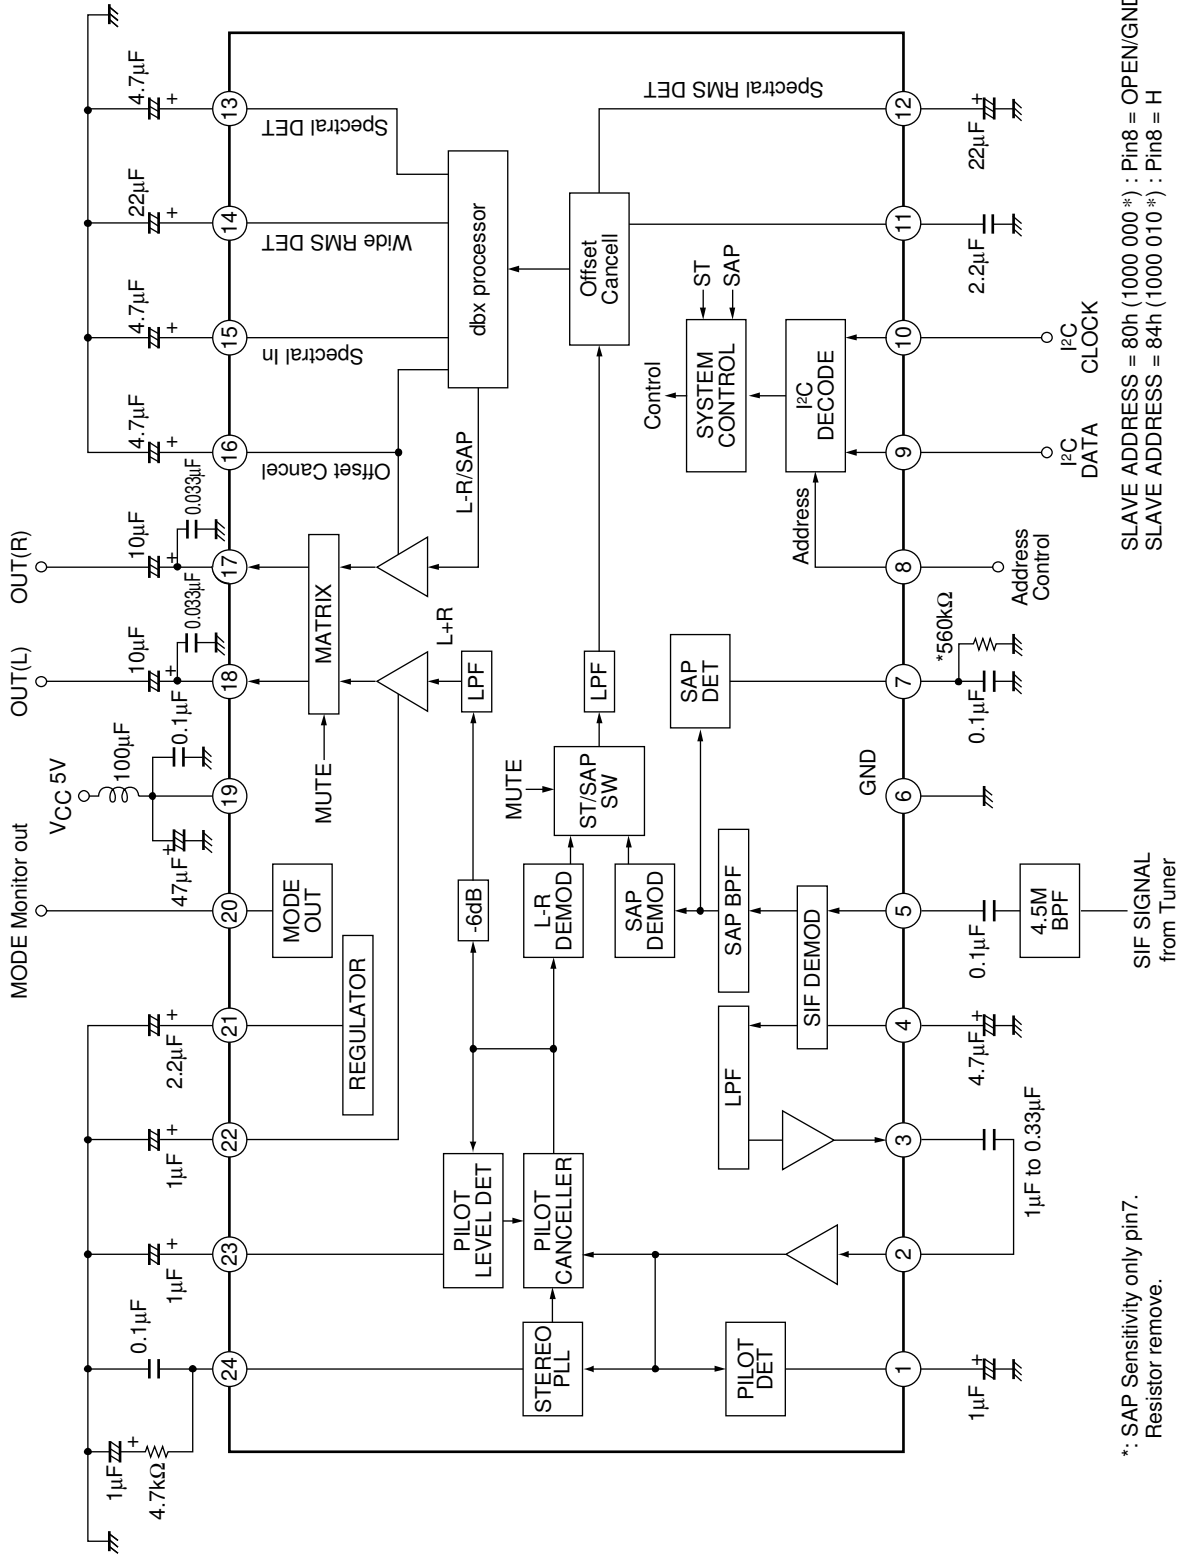 MODE Monitor out
OUT(L)
OUT(R)
VCC 5V
1µF
+
4.7kΩ
0.1µF
1µF
+
1µF
+
2.2µF
+
47µF
+
100µF
0.1µF
10µF
+
0.033µF
10µF
+
0.033µF
4.7µF
+
4.7µF
+
22µF
+
4.7µF
+
24
23
22
21
20
19
18
17
16
15
14
13
REGULATOR
MODE
OUT
MUTE
MATRIX
Offset Cancel
Spectral In
Wide RMS DET
Spectral DET
L+R
L-R/SAP
dbx processor
PILOT
LEVEL DET
-6dB
LPF
STEREO
PLL
PILOT
CANCELLER
L-R
DEMOD
MUTE
ST/SAP
SW
LPF
Offset
Cancell
Spectral RMS DET
SAP
DEMOD
SAP
DET
Control
SYSTEM
CONTROL
ST
SAP
PILOT
DET
LPF
SAP BPF
SIF DEMOD
Address
I²C
DECODE
GND
1
2
3
4
5
6
7
8
9
10
11
12
1µF
+
1µF to 0.33µF
4.7µF
+
0.1µF
4.5M
BPF
SIF SIGNAL
from Tuner
0.1µF
*560kΩ
Address
Control
I²C
DATA
I²C
CLOCK
2.2µF
22µF
+
*: SAP Sensitivity only pin7.
Resistor remove.
SLAVE ADDRESS = 80h (1000 000*) : Pin8 = OPEN/GND
SLAVE ADDRESS = 84h (1000 010*) : Pin8 = H